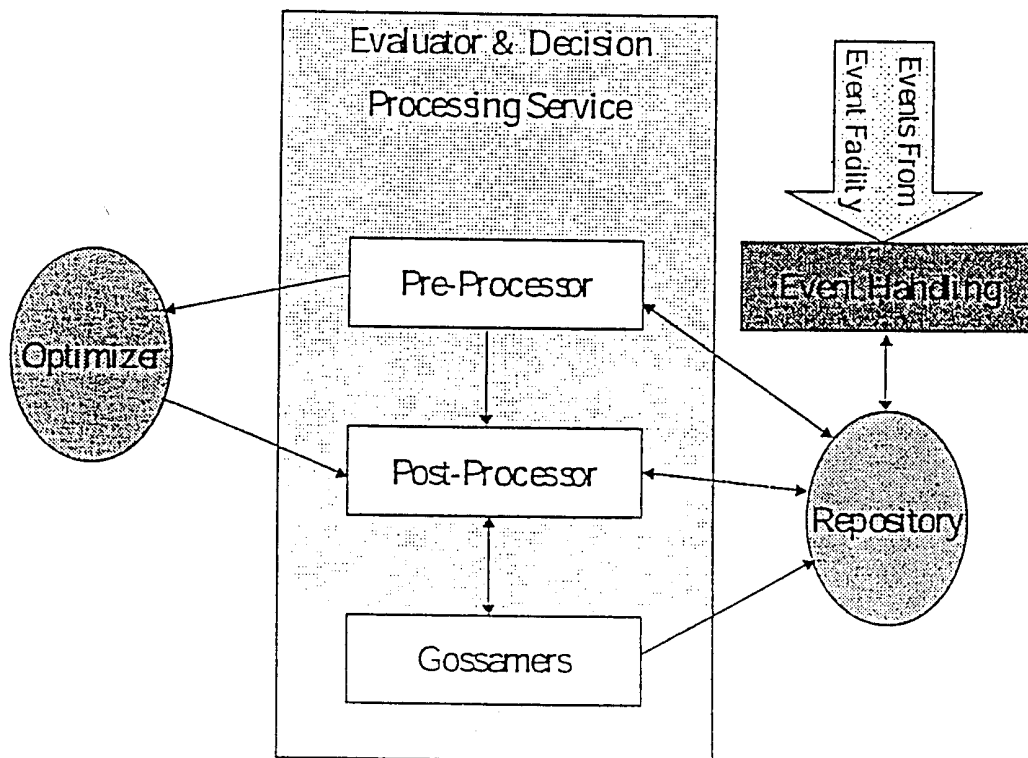 Evaluator & Decision
Processing Service
Events From
Event Facility
Pre-Processor
Event Handling
Optimizer
Post-Processor
Repository
Gossamers